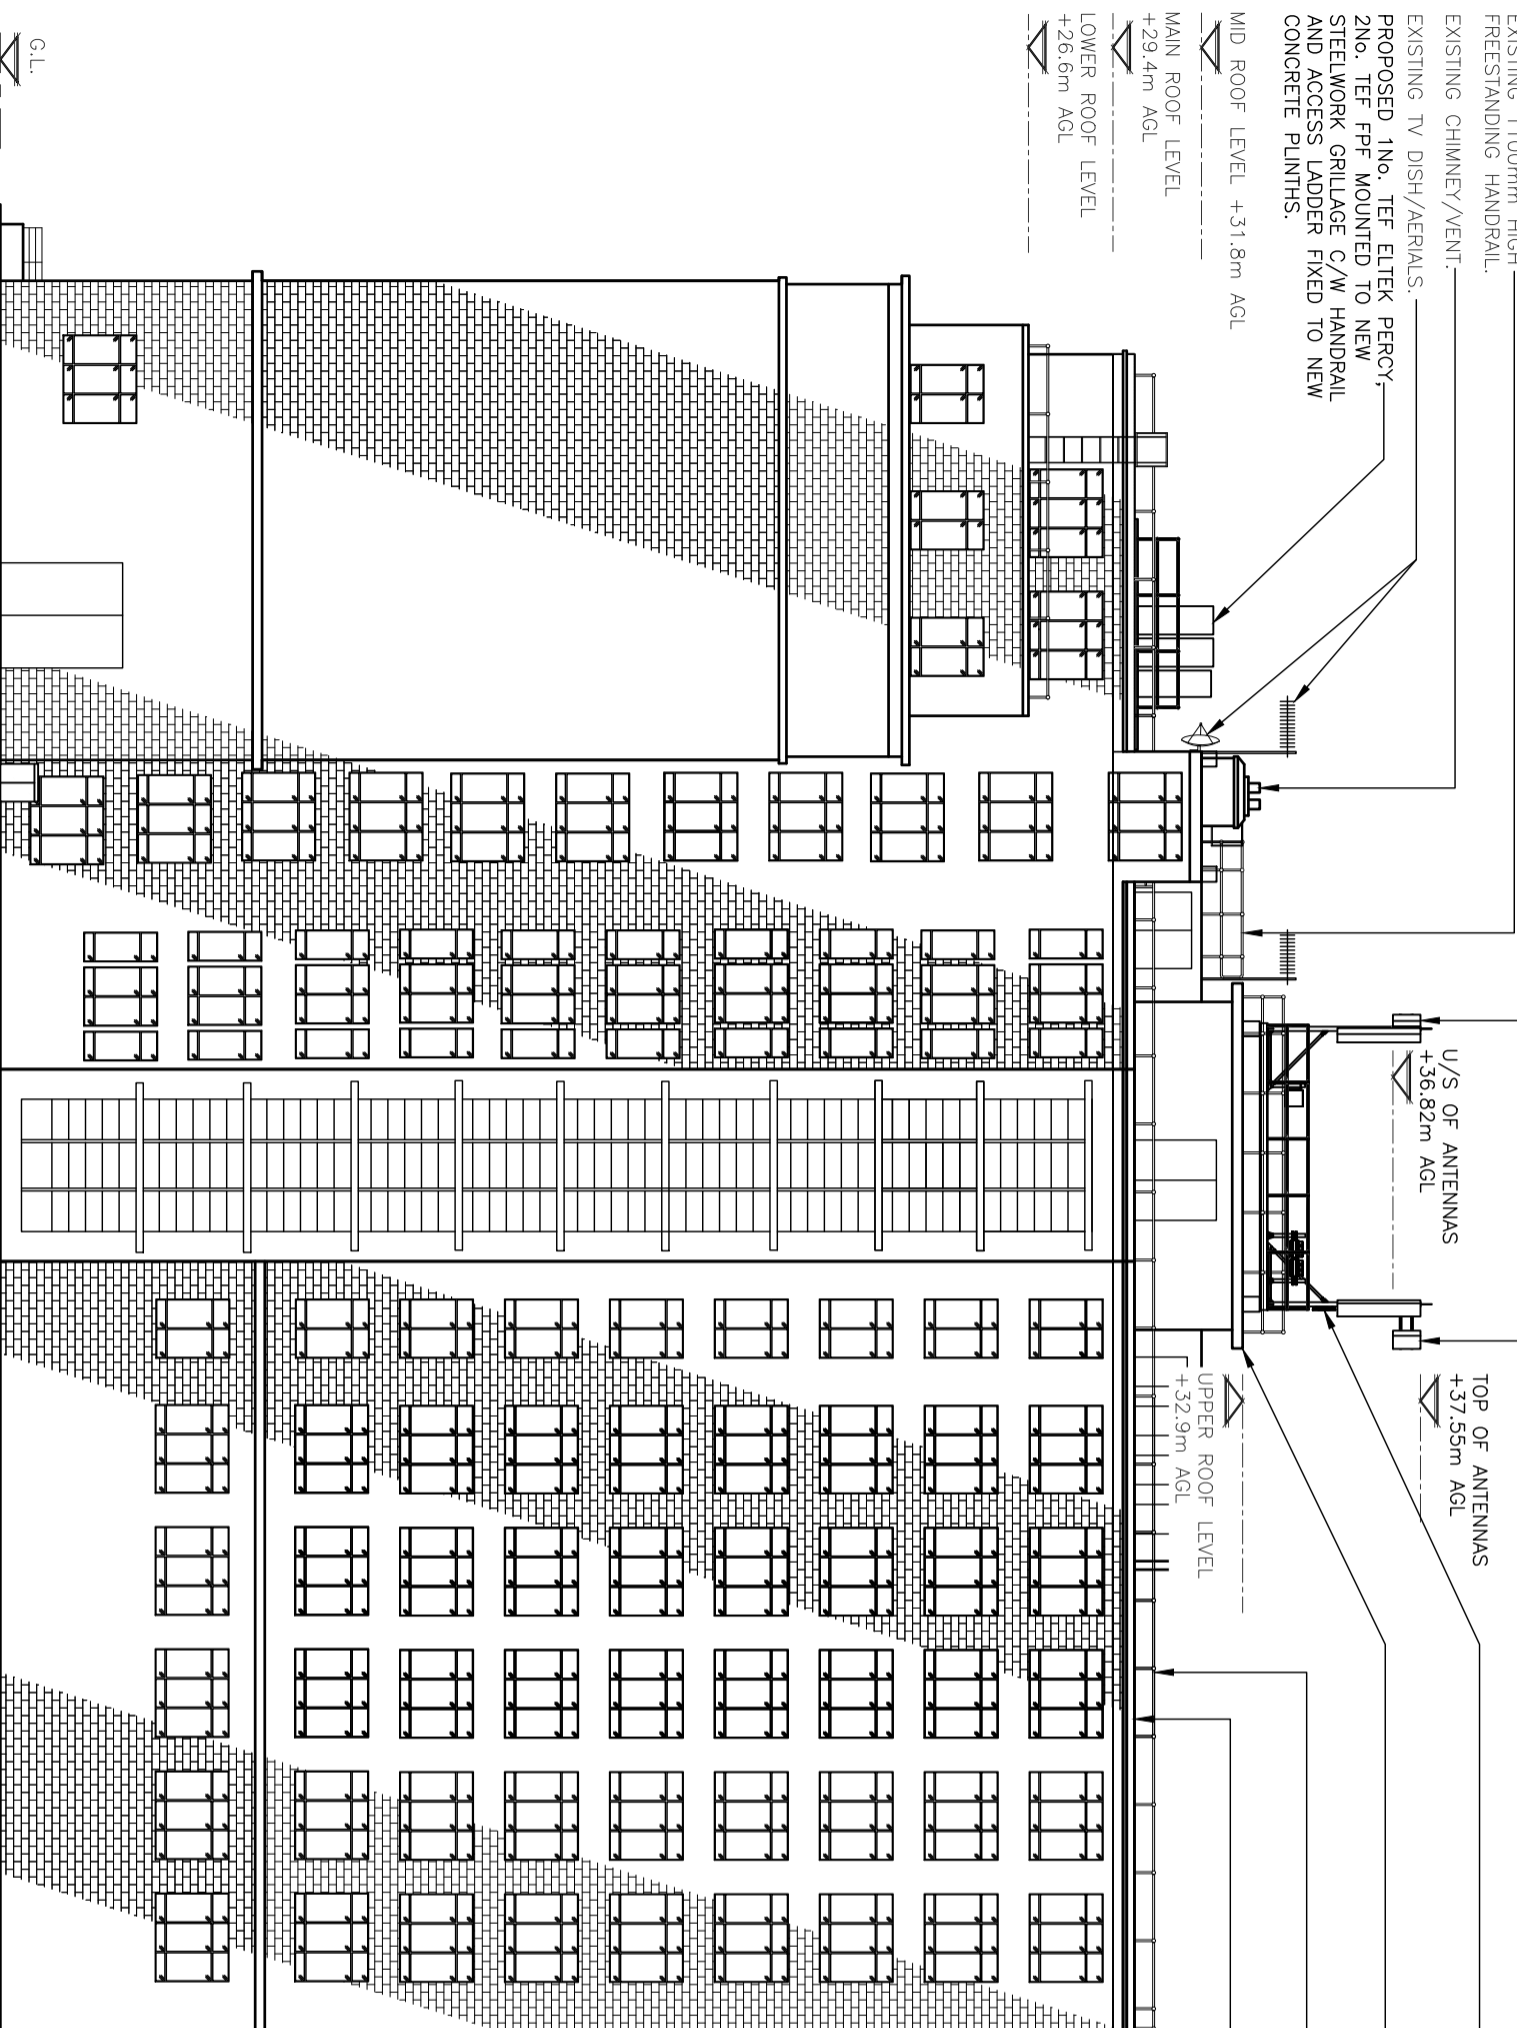 EXISTING 1100mm HIGH
FREESTANDING HANDRAIL.
EXISTING CHIMNEY/VENT.
EXISTING TV DISH/AERIALS.
PROPOSED 1No. TEF ELTEK PERCY,
2No. TEF FPF MOUNTED TO NEW
STEELWORK GRILLAGE C/W HANDRAIL
AND ACCESS LADDER FIXED TO NEW
CONCRETE PLINTHS.
MID ROOF LEVEL +31.8m AGL
MAIN ROOF LEVEL
+29.4m AGL
LOWER ROOF LEVEL
+26.6m AGL
G.L.
U/S OF ANTENNAS
+36.82m AGL
TOP OF ANTENNAS
+37.55m AGL
UPPER ROOF LEVEL
+32.9m AGL